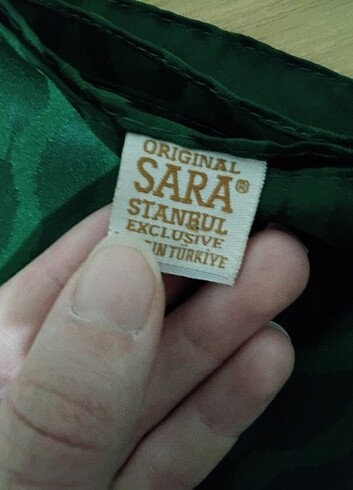 ORIGINAL
SARA®
STANBUL
EXCLUSIVE
IN TÜRKİYE